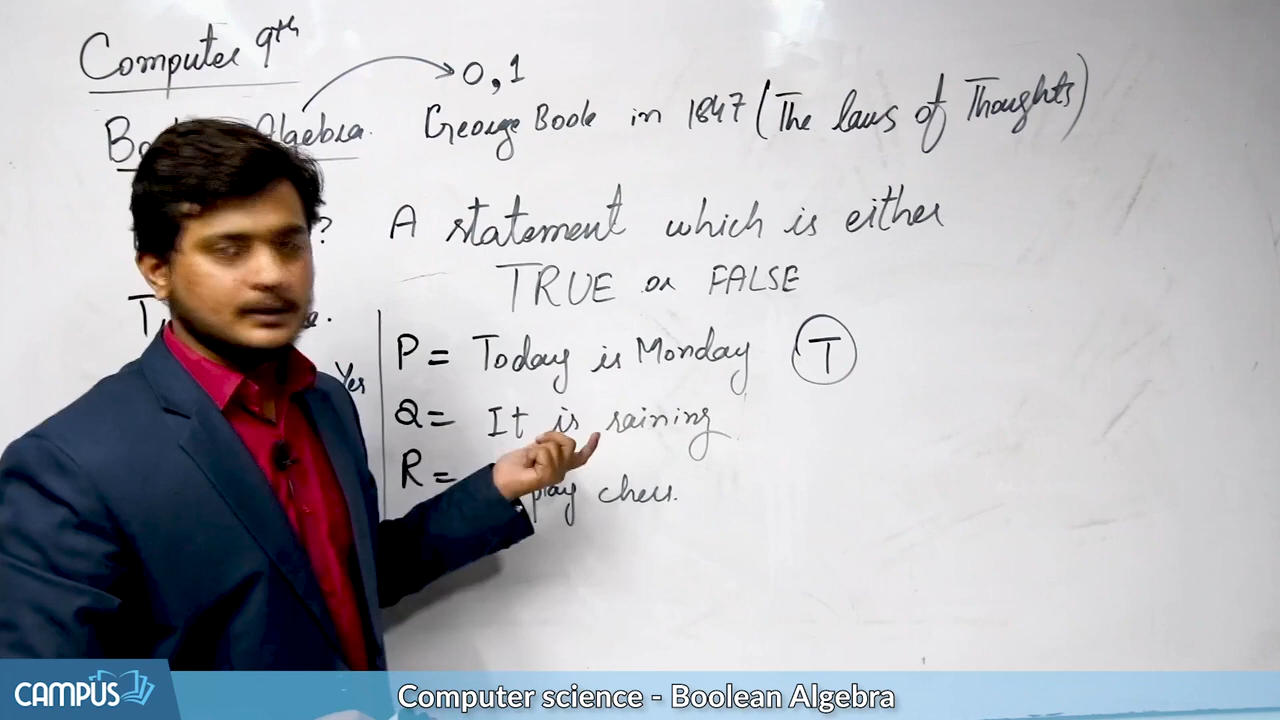 Computer 9th
0, 1
Algebra. George Boole in 1847 (The laws of Thoughts)
? A statement which is either
TRUE or FALSE
P = Today is Monday T
Yes
Q = It is raining
R = play chess.
CAMPUS
Computer science - Boolean Algebra